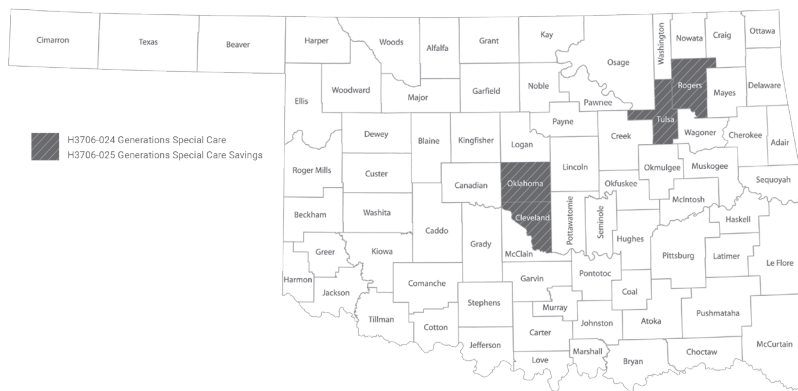 Cimarron
Texas
Beaver
Harper
Woods
Alfalfa
Grant
Kay
Osage
Washington
Nowata
Craig
Ottawa
Ellis
Woodward
Major
Garfield
Noble
Pawnee
Rogers
Mayes
Delaware
H3706-024 Generations Special Care
H3706-025 Generations Special Care Savings
Dewey
Blaine
Kingfisher
Logan
Payne
Creek
Tulsa
Wagoner
Cherokee
Adair
Roger Mills
Custer
Canadian
Oklahoma
Lincoln
Okfuskee
Okmulgee
Muskogee
Sequoyah
Beckham
Washita
Caddo
Grady
Cleveland
McClain
Pottawatomie
Seminole
Hughes
McIntosh
Haskell
Greer
Kiowa
Pittsburg
Latimer
Le Flore
Harmon
Jackson
Comanche
Garvin
Pontotoc
Coal
Tillman
Cotton
Stephens
Murray
Johnston
Atoka
Pushmataha
Jefferson
Carter
Love
Marshall
Bryan
Choctaw
McCurtain